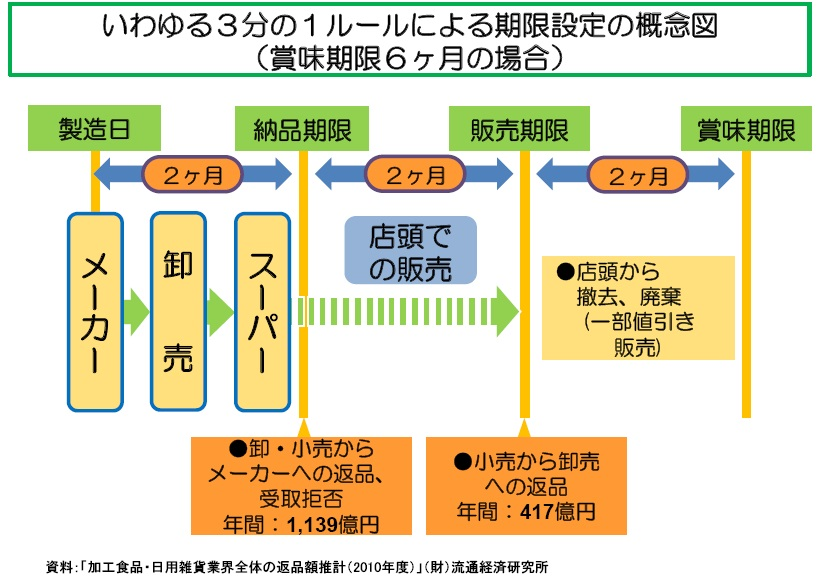 いわゆる３分の１ルールによる期限設定の概念図
（賞味期限６ヶ月の場合）
製造日
納品期限
販売期限
賞味期限
２ヶ月
２ヶ月
２ヶ月
メーカー
卸売
スーパー
店頭で
の販売
●店頭から
撤去、廃棄
（一部値引き
販売）
●卸・小売から
メーカーへの返品、
受取拒否
年間：1,139億円
●小売から卸売
への返品
年間：417億円
資料：「加工食品・日用雑貨業界全体の返品額推計（2010年度）」（財）流通経済研究所